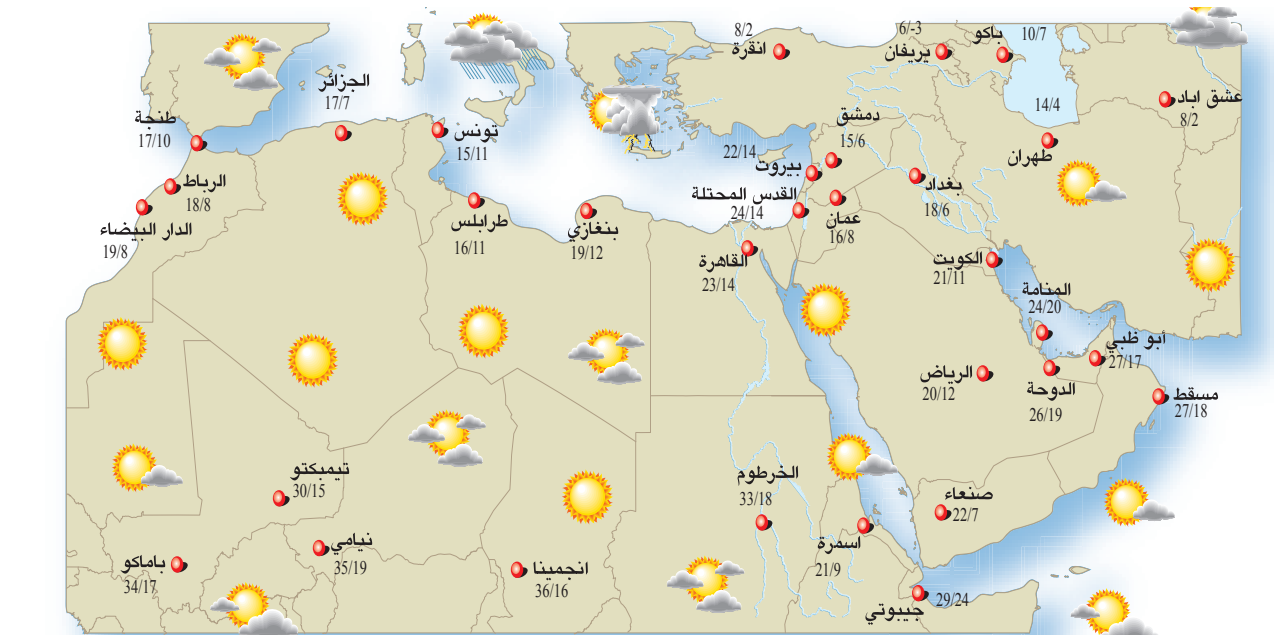 8/2
انقرة
6/-3
يريفان
باكو
10/7
14/4
طهران
عشق اباد
8/2
الجزائر
17/7
طنجة
17/10
تونس
15/11
الرباط
18/8
الدار البيضاء
19/8
طرابلس
16/11
بنغازي
19/12
دمشق
15/6
22/14
بيروت
القدس المحتلة
24/14
عمان
16/8
بغداد
18/6
القاهرة
23/14
الكويت
21/11
المنامة
24/20
أبو ظبي
27/17
الرياض
20/12
الدوحة
26/19
مسقط
27/18
تيمبكتو
30/15
الخرطوم
33/18
صنعاء
22/7
نيامي
35/19
باماكو
34/17
انجمينا
36/16
اسمرة
21/9
29/24
جيبوتي